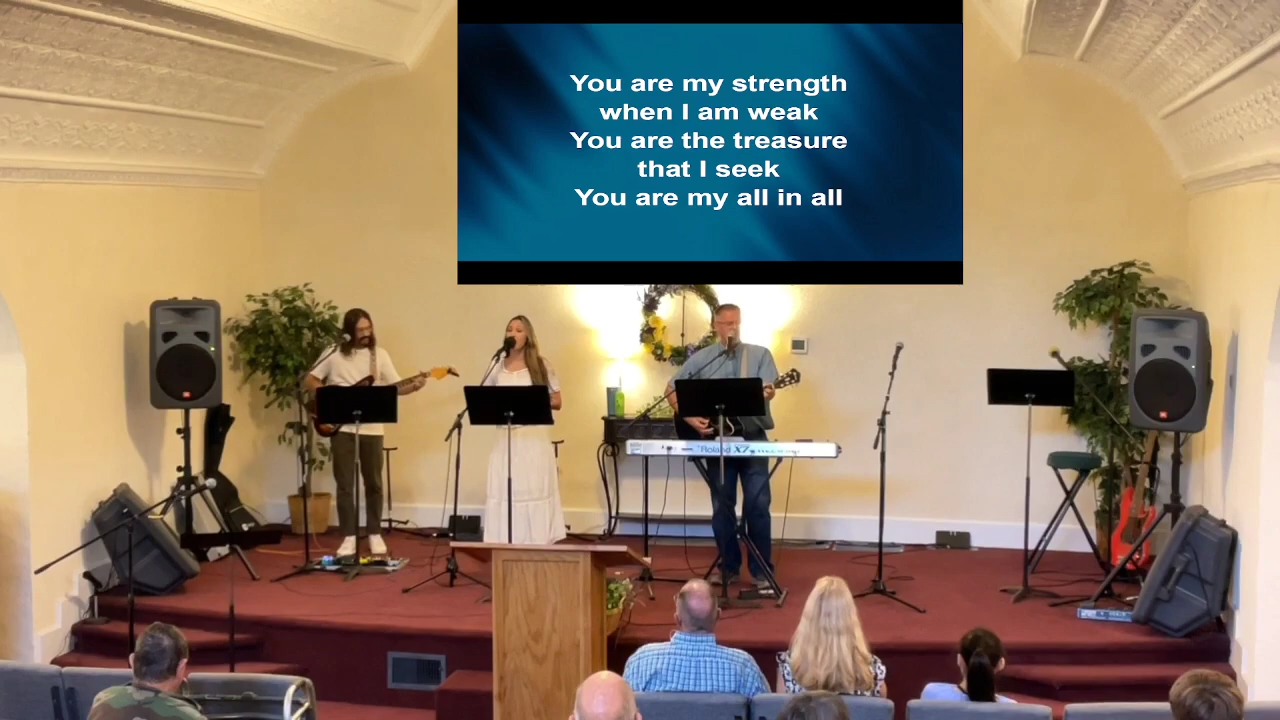 You are my strength
when I am weak
You are the treasure
that I seek
You are my all in all
Roland X7